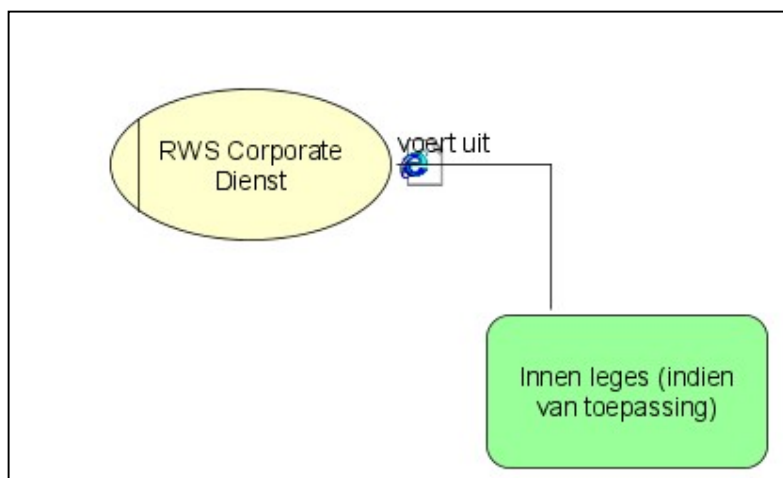 RWS Corporate
Dienst
voert uit
Innen leges (indien
van toepassing)